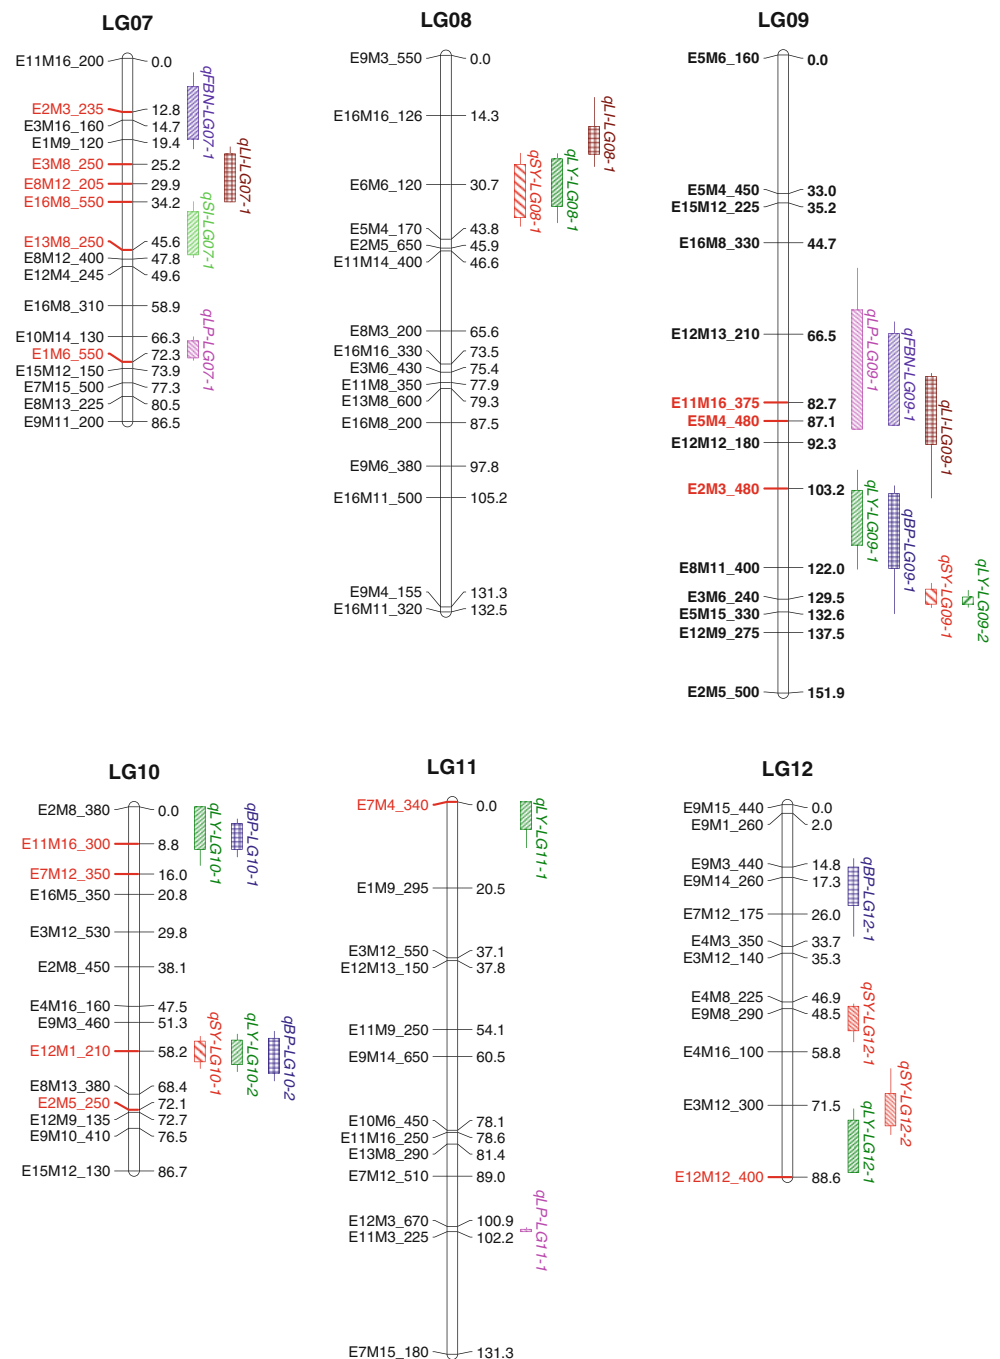 LG07
E11M16_200 0.0
E2M3_235 12.8
E3M16_160 14.7
E1M9_120 19.4
E3M8_250 25.2
E8M12_205 29.9
E16M8_550 34.2
E13M8_250 45.6
E8M12_400 47.8
E12M4_245 49.6
E16M8_310 58.9
E10M14_130 66.3
E1M6_550 72.3
E15M12_150 73.9
E7M15_500 77.3
E8M13_225 80.5
E9M11_200 86.5
qFBN-LG07-1
qLI-LG07-1
qSI-LG07-1
qLP-LG07-1
LG08
E9M3_550 0.0
E16M16_126 14.3
E6M6_120 30.7
E5M4_170 43.8
E2M5_650 45.9
E11M14_400 46.6
E8M3_200 65.6
E16M16_330 73.5
E3M6_430 75.4
E11M8_350 77.9
E13M8_600 79.3
E16M8_200 87.5
E9M6_380 97.8
E16M11_500 105.2
E9M4_155 131.3
E16M11_320 132.5
qSY-LG08-1
qLY-LG08-1
qLI-LG08-1
LG09
E5M6_160 0.0
E5M4_450 33.0
E15M12_225 35.2
E16M8_330 44.7
E12M13_210 66.5
E11M16_375 82.7
E5M4_480 87.1
E12M12_180 92.3
E2M3_480 103.2
E8M11_400 122.0
E3M6_240 129.5
E5M15_330 132.6
E12M9_275 137.5
E2M5_500 151.9
qLP-LG09-1
qFBN-LG09-1
qLI-LG09-1
qLY-LG09-1
qBP-LG09-1
qSY-LG09-1
qLY-LG09-2
LG10
E2M8_380 0.0
E11M16_300 8.8
E7M12_350 16.0
E16M5_350 20.8
E3M12_530 29.8
E2M8_450 38.1
E4M16_160 47.5
E9M3_460 51.3
E12M1_210 58.2
E8M13_380 68.4
E2M5_250 72.1
E12M9_135 72.7
E9M10_410 76.5
E15M12_130 86.7
qLY-LG10-1
qBP-LG10-1
qSY-LG10-1
qLY-LG10-2
qBP-LG10-2
LG11
E7M4_340 0.0
E1M9_295 20.5
E3M12_550 37.1
E12M13_150 37.8
E11M9_250 54.1
E9M14_650 60.5
E10M6_450 78.1
E11M16_250 78.6
E13M8_290 81.4
E7M12_510 89.0
E12M3_670 100.9
E11M3_225 102.2
E7M15_180 131.3
qLY-LG11-1
qLP-LG11-1
LG12
E9M15_440 0.0
E9M1_260 2.0
E9M3_440 14.8
E9M14_260 17.3
E7M12_175 26.0
E4M3_350 33.7
E3M12_140 35.3
E4M8_225 46.9
E9M8_290 48.5
E4M16_100 58.8
E3M12_300 71.5
E12M12_400 88.6
qBP-LG12-1
qSY-LG12-1
qSY-LG12-2
qLY-LG12-1